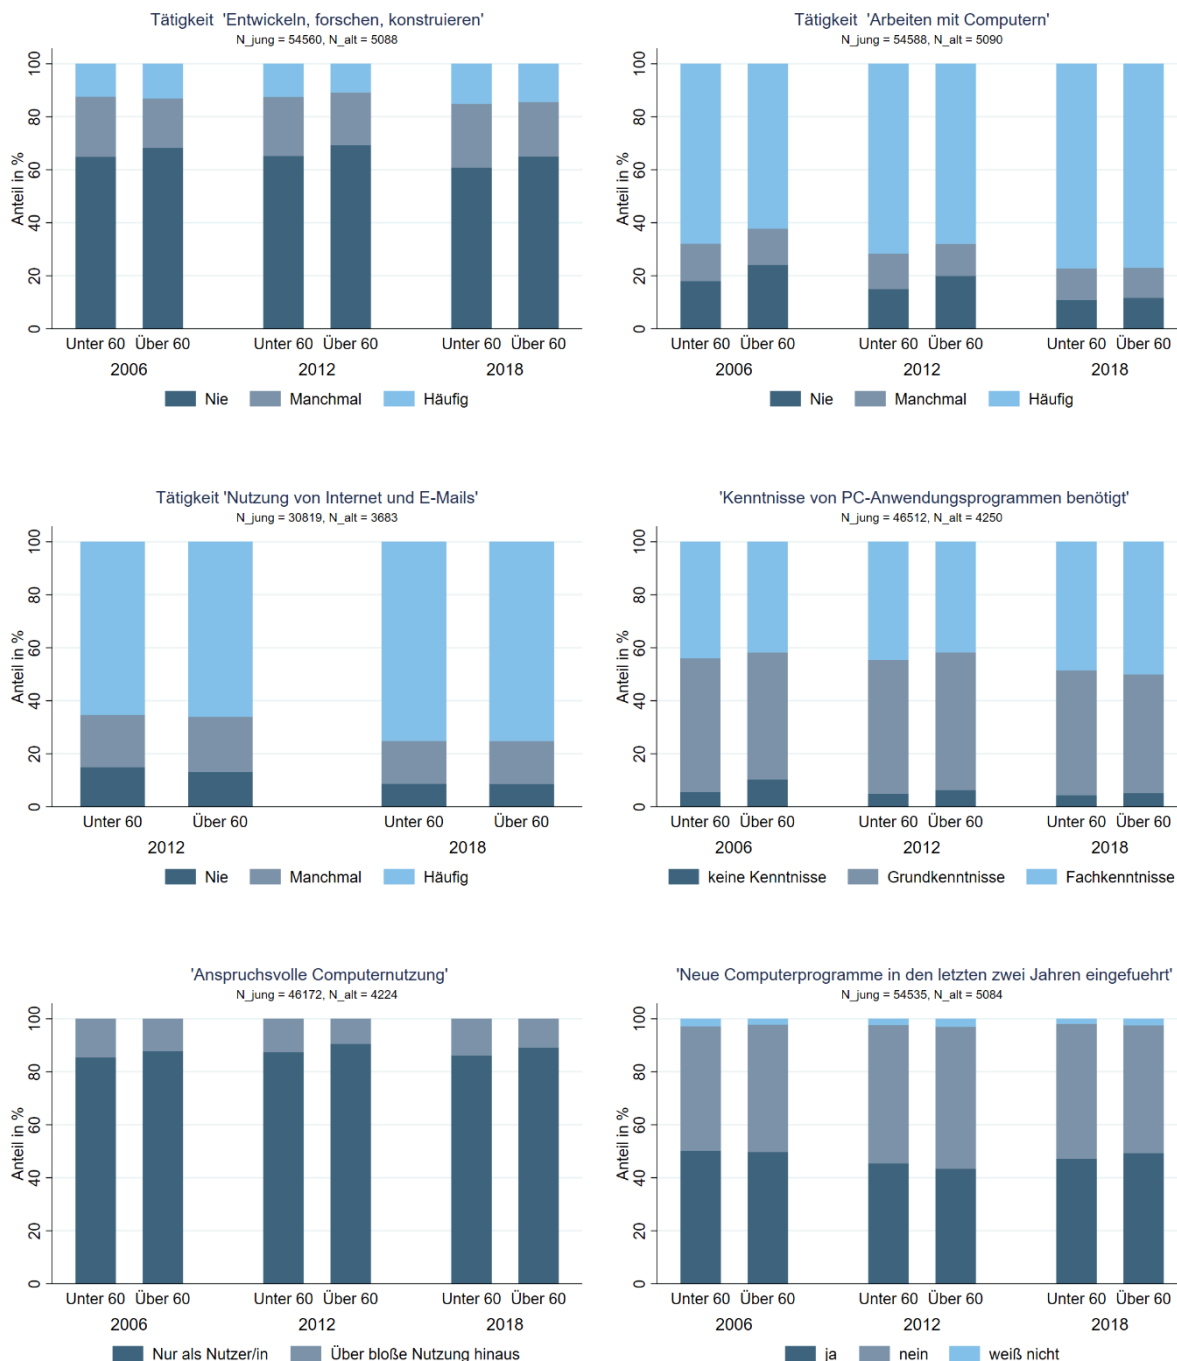 Tätigkeit 'Entwickeln, forschen, konstruieren'
N_jung = 54560, N_alt = 5088
Anteil in %
100
80
60
40
20
0
Unter 60 Über 60 Unter 60 Über 60 Unter 60 Über 60
2006 2012 2018
Nie Manchmal Häufig
Tätigkeit 'Arbeiten mit Computern'
N_jung = 54588, N_alt = 5090
Anteil in %
100
80
60
40
20
0
Unter 60 Über 60 Unter 60 Über 60 Unter 60 Über 60
2006 2012 2018
Nie Manchmal Häufig
Tätigkeit 'Nutzung von Internet und E-Mails'
N_jung = 30819, N_alt = 3683
Anteil in %
100
80
60
40
20
0
Unter 60 Über 60 Unter 60 Über 60
2012 2018
Nie Manchmal Häufig
'Kenntnisse von PC-Anwendungsprogrammen benötigt'
N_jung = 46512, N_alt = 4250
Anteil in %
100
80
60
40
20
0
Unter 60 Über 60 Unter 60 Über 60 Unter 60 Über 60
2006 2012 2018
keine Kenntnisse Grundkenntnisse Fachkenntnisse
'Anspruchsvolle Computernutzung'
N_jung = 46172, N_alt = 4224
Anteil in %
100
80
60
40
20
0
Unter 60 Über 60 Unter 60 Über 60 Unter 60 Über 60
2006 2012 2018
Nur als Nutzer/in Über bloße Nutzung hinaus
'Neue Computerprogramme in den letzten zwei Jahren eingefuehrt'
N_jung = 54535, N_alt = 5084
Anteil in %
100
80
60
40
20
0
Unter 60 Über 60 Unter 60 Über 60 Unter 60 Über 60
2006 2012 2018
ja nein weiß nicht